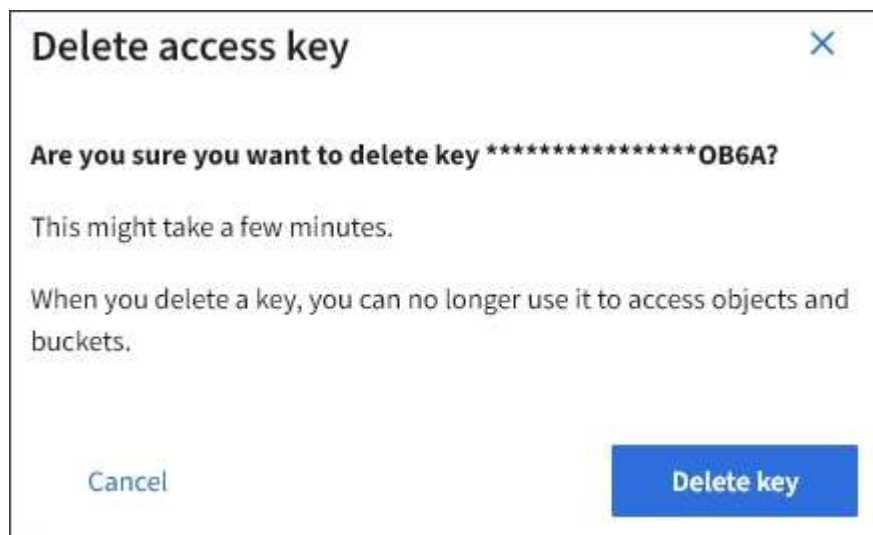 Delete access key
Are you sure you want to delete key ****************OB6A?
This might take a few minutes.
When you delete a key, you can no longer use it to access objects and
buckets.
Cancel
Delete key